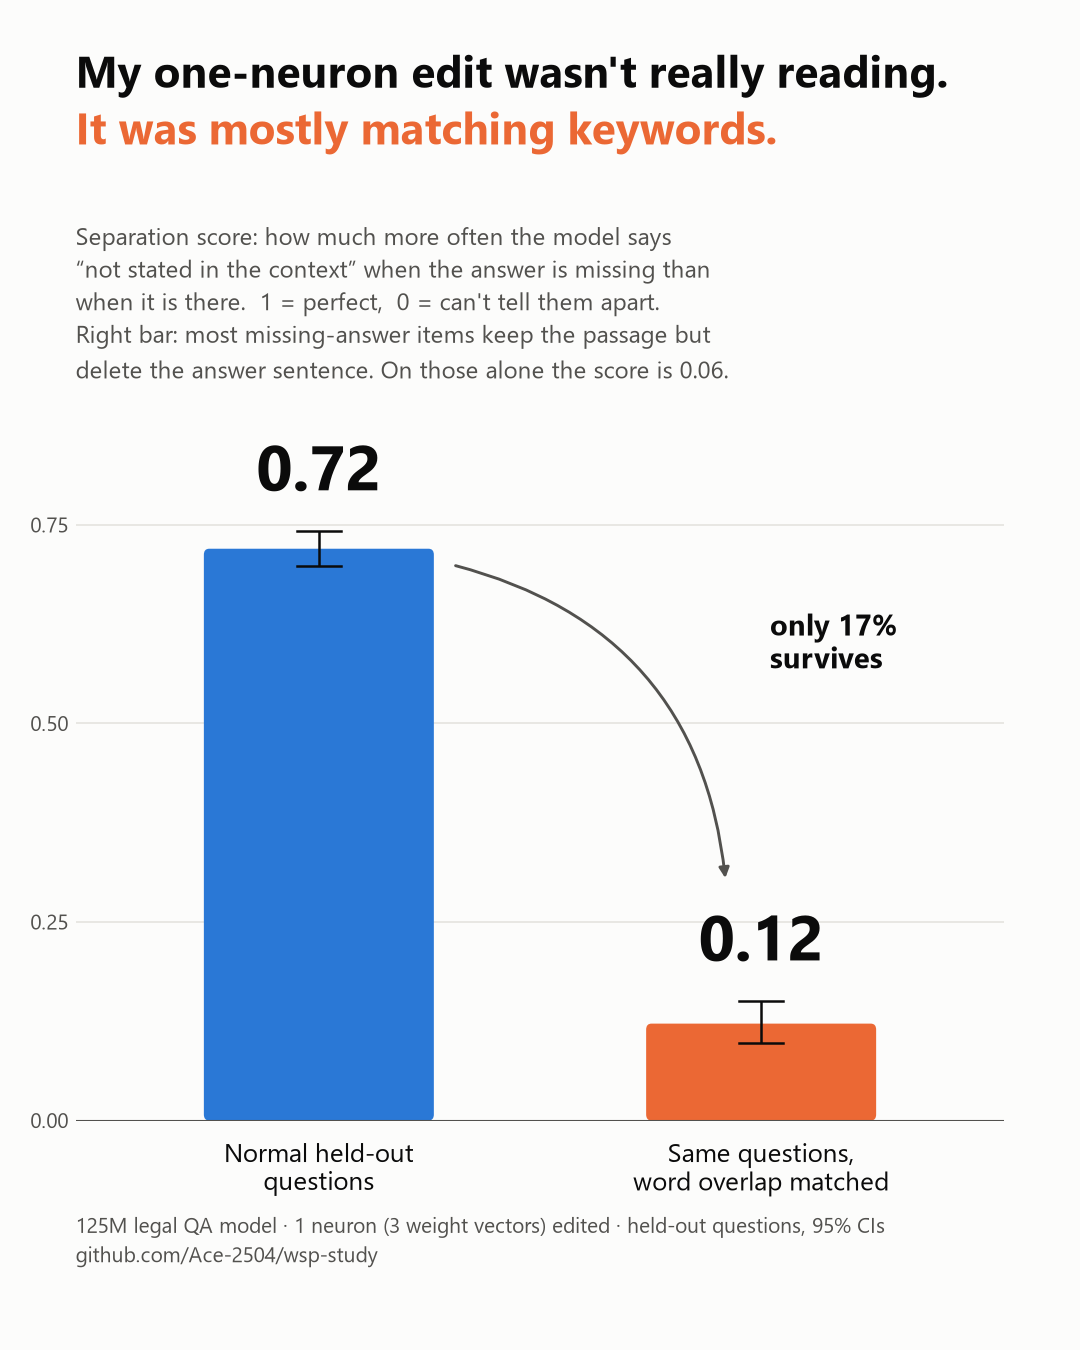 My one-neuron edit wasn't really reading.
It was mostly matching keywords.
Separation score: how much more often the model says
“not stated in the context” when the answer is missing than
when it is there.  1 = perfect,  0 = can't tell them apart.
Right bar: most missing-answer items keep the passage but
delete the answer sentence. On those alone the score is 0.06.
0.72
0.75
only 17%
survives
0.50
0.25
0.12
0.00
Normal held-out
questions
Same questions,
word overlap matched
125M legal QA model · 1 neuron (3 weight vectors) edited · held-out questions, 95% CIs
github.com/Ace-2504/wsp-study